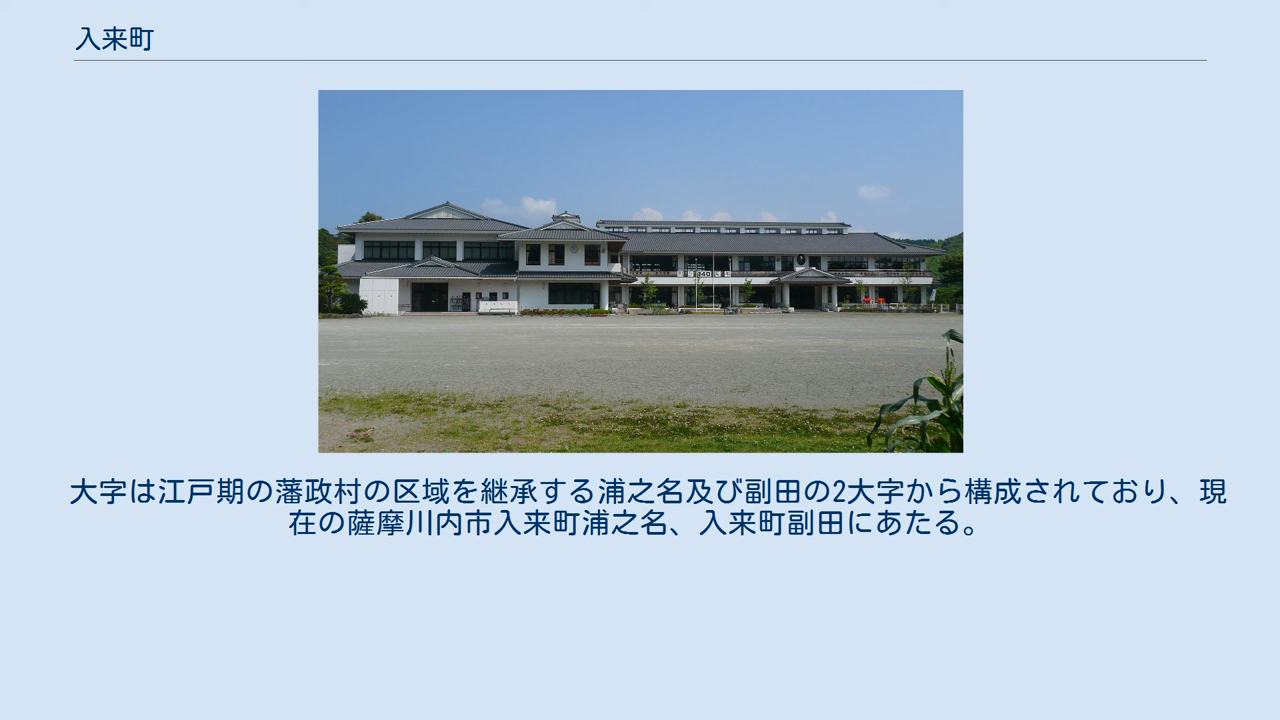 入来町
大字は江戸期の藩政村の区域を継承する浦之名及び副田の2大字から構成されており、現
在の薩摩川内市入来町浦之名、入来町副田にあたる。